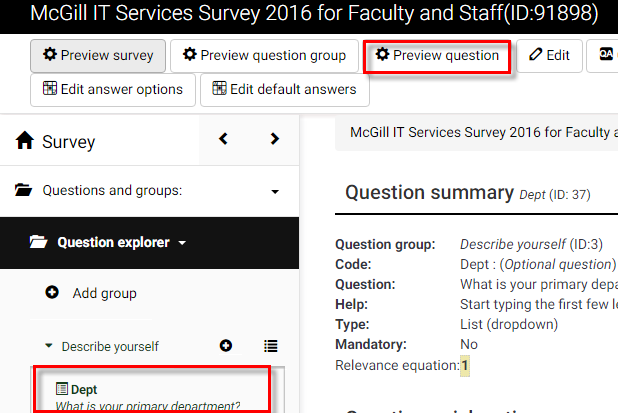 McGill IT Services Survey 2016 for Faculty and Staff(ID:91898)
Preview survey Preview question group Preview question Edit QA
Edit answer options Edit default answers
Survey
McGill IT Services Survey 2016 for Faculty a
Questions and groups:
Question summary Dept (ID: 37)
Question explorer
Question group: Describe yourself (ID:3)
Code: Dept : (Optional question)
Question: What is your primary depa
Help: Start typing the first few le
Type: List (dropdown)
Mandatory: No
Relevance equation: 1
Add group
Describe yourself
Dept
What is your primary department?